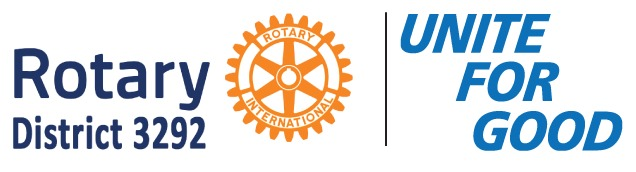 Rotary
District 3292
ROTARY
INTERNATIONAL
UNITE
FOR
GOOD